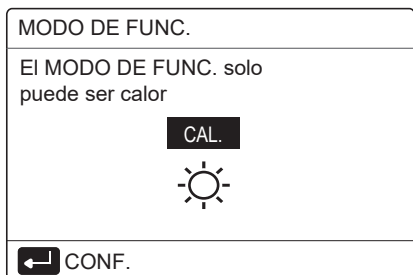 MODO DE FUNC.
El MODO DE FUNC. solo
puede ser calor
CAL.
CONF.